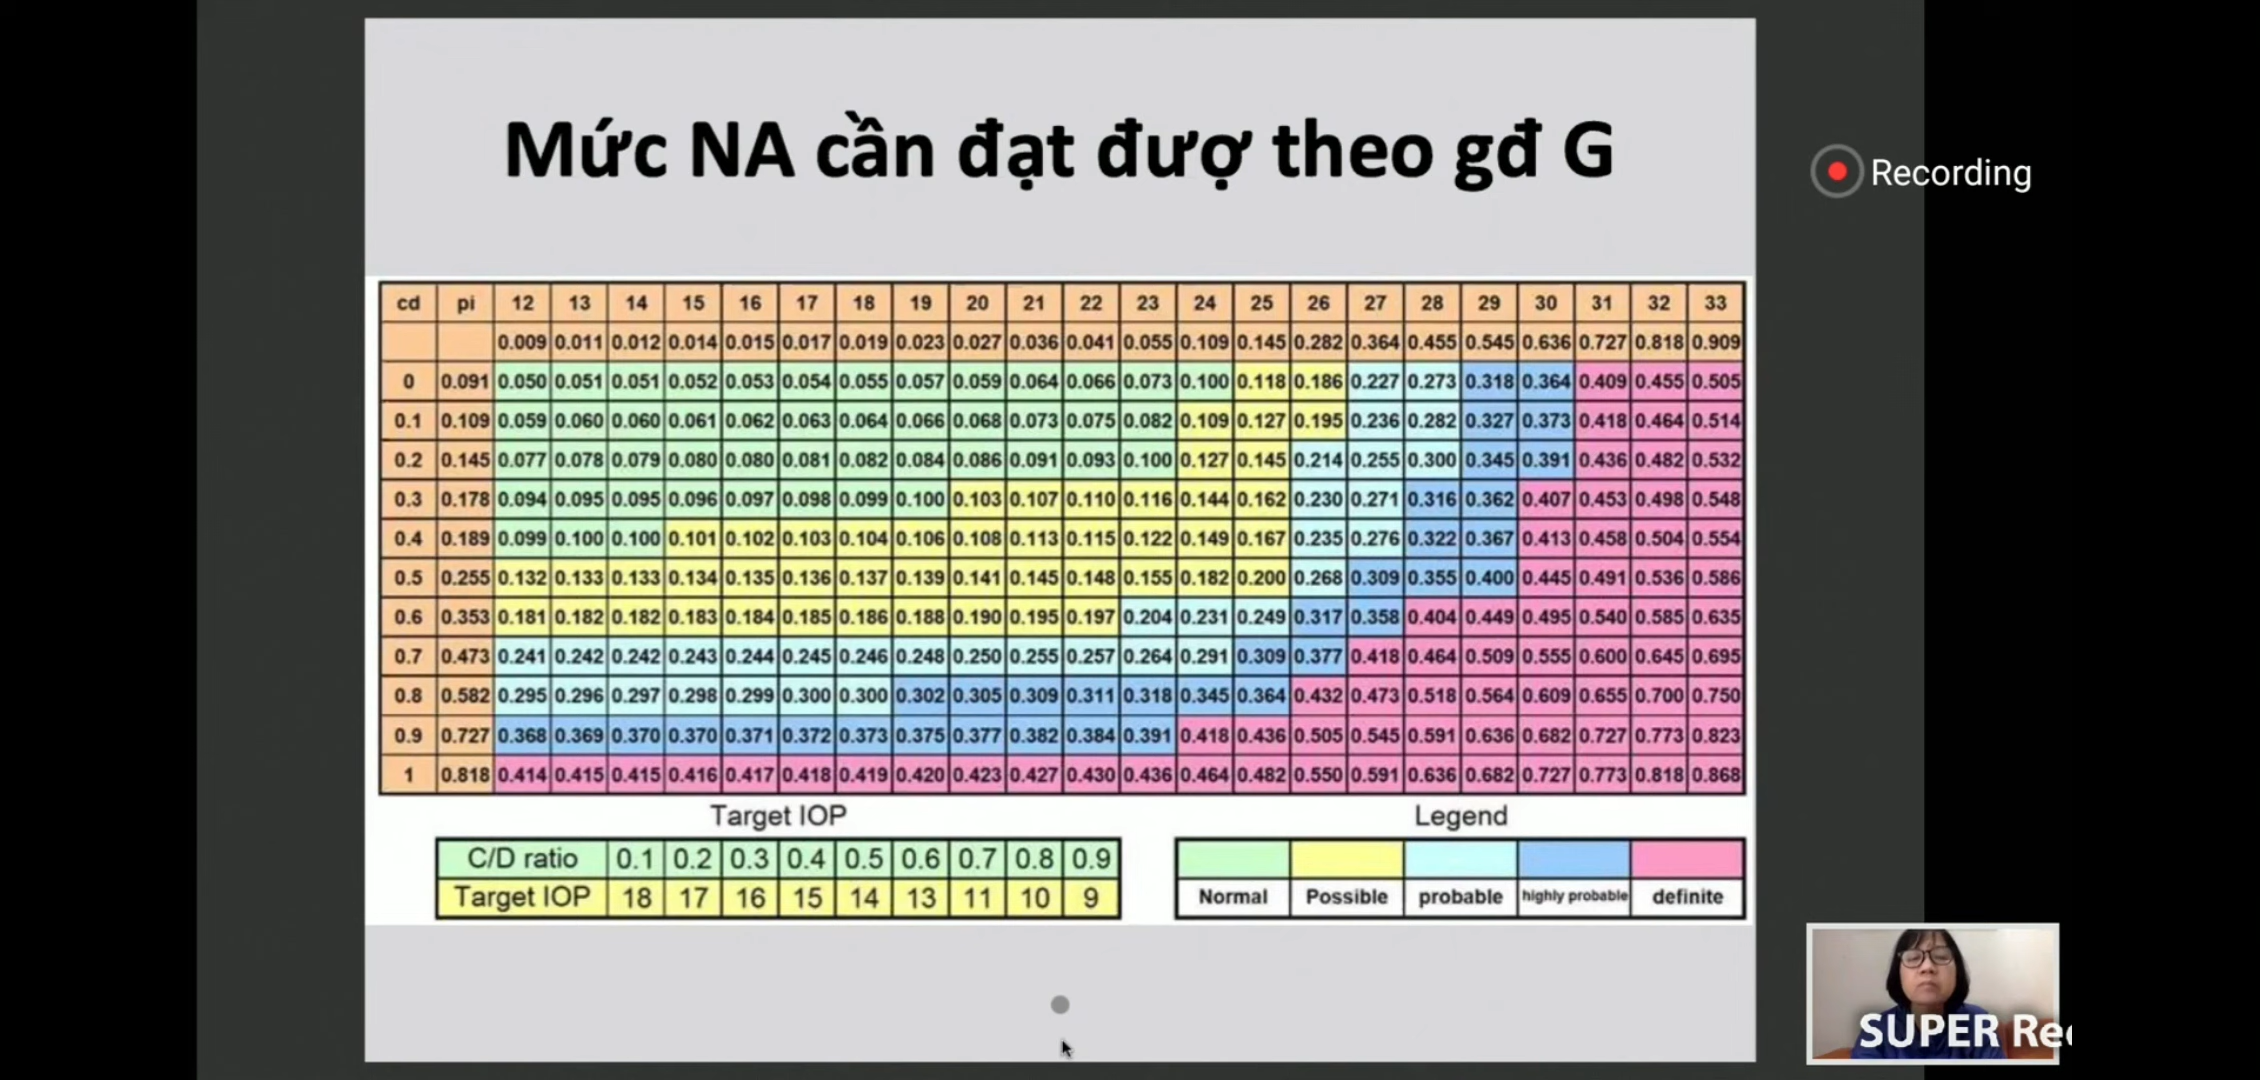 Mức NA cần đạt đượ theo gđ G
Recording
cd pi 12 13 14 15 16 17 18 19 20 21 22 23 24 25 26 27 28 29 30 31 32 33
0.009 0.011 0.012 0.014 0.015 0.017 0.019 0.023 0.027 0.036 0.041 0.055 0.109 0.145 0.282 0.364 0.455 0.545 0.636 0.727 0.818 0.909
0 0.091 0.050 0.051 0.051 0.052 0.053 0.054 0.055 0.057 0.059 0.064 0.066 0.073 0.100 0.118 0.186 0.227 0.273 0.318 0.364 0.409 0.455 0.505
0.1 0.109 0.059 0.060 0.060 0.061 0.062 0.063 0.064 0.066 0.068 0.073 0.075 0.082 0.109 0.127 0.195 0.236 0.282 0.327 0.373 0.418 0.464 0.514
0.2 0.145 0.077 0.078 0.079 0.080 0.080 0.081 0.082 0.084 0.086 0.091 0.093 0.100 0.127 0.145 0.214 0.255 0.300 0.345 0.391 0.436 0.482 0.532
0.3 0.178 0.094 0.095 0.095 0.096 0.097 0.098 0.099 0.100 0.103 0.107 0.110 0.116 0.144 0.162 0.230 0.271 0.316 0.362 0.407 0.453 0.498 0.548
0.4 0.189 0.099 0.100 0.100 0.101 0.102 0.103 0.104 0.106 0.108 0.113 0.115 0.122 0.149 0.167 0.235 0.276 0.322 0.367 0.413 0.458 0.504 0.554
0.5 0.255 0.132 0.133 0.133 0.134 0.135 0.136 0.137 0.139 0.141 0.145 0.148 0.155 0.182 0.200 0.268 0.309 0.355 0.400 0.445 0.491 0.536 0.586
0.6 0.353 0.181 0.182 0.182 0.183 0.184 0.185 0.186 0.188 0.190 0.195 0.197 0.204 0.231 0.249 0.317 0.358 0.404 0.449 0.495 0.540 0.585 0.635
0.7 0.473 0.241 0.242 0.242 0.243 0.244 0.245 0.246 0.248 0.250 0.255 0.257 0.264 0.291 0.309 0.377 0.418 0.464 0.509 0.555 0.600 0.645 0.695
0.8 0.582 0.295 0.296 0.297 0.298 0.299 0.300 0.300 0.302 0.305 0.309 0.311 0.318 0.345 0.364 0.432 0.473 0.518 0.564 0.609 0.655 0.700 0.750
0.9 0.727 0.368 0.369 0.370 0.370 0.371 0.372 0.373 0.375 0.377 0.382 0.384 0.391 0.418 0.436 0.505 0.545 0.591 0.636 0.682 0.727 0.773 0.823
1 0.818 0.414 0.415 0.415 0.416 0.417 0.418 0.419 0.420 0.423 0.427 0.430 0.436 0.464 0.482 0.550 0.591 0.636 0.682 0.727 0.773 0.818 0.868
Target IOP
C/D ratio 0.1 0.2 0.3 0.4 0.5 0.6 0.7 0.8 0.9
Target IOP 18 17 16 15 14 13 11 10 9
Legend
Normal Possible probable highly probable definite
SUPER Rec